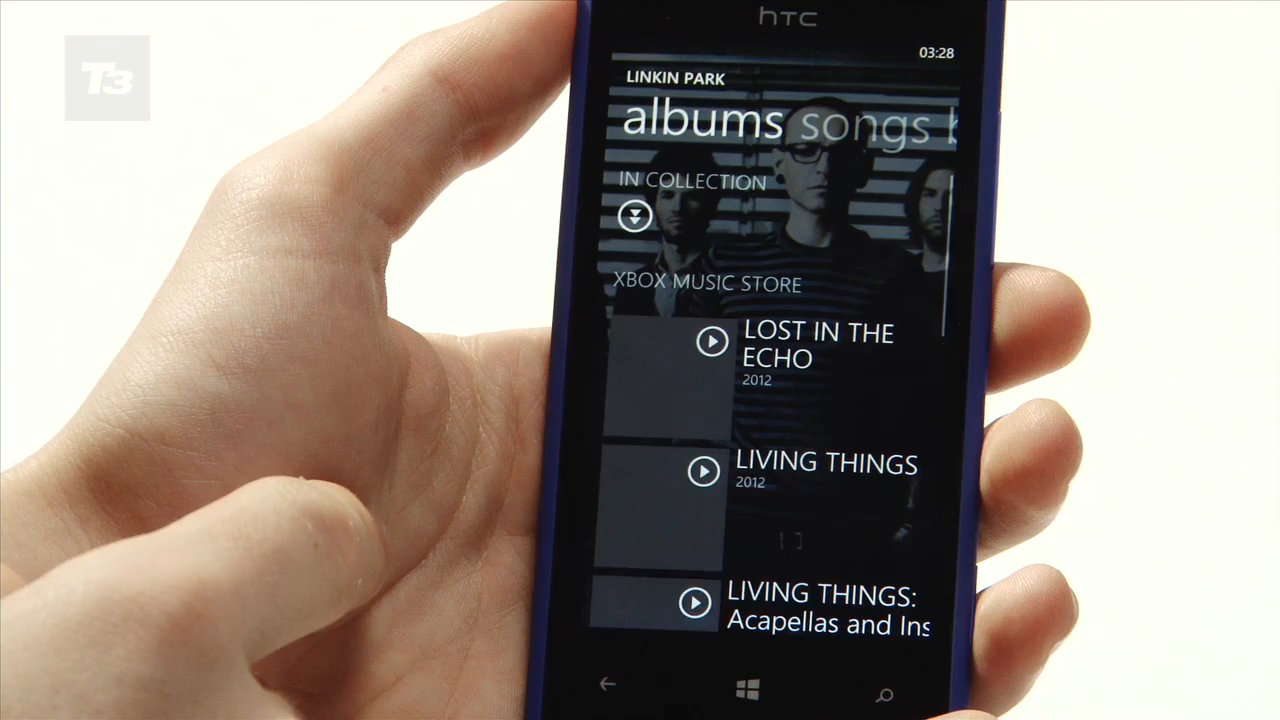 T3
hTC
03:28
LINKIN PARK
albums songs b
IN COLLECTION
XBOX MUSIC STORE
LOST IN THE
ECHO
2012
LIVING THINGS
2012
LIVING THINGS:
Acapellas and Ins